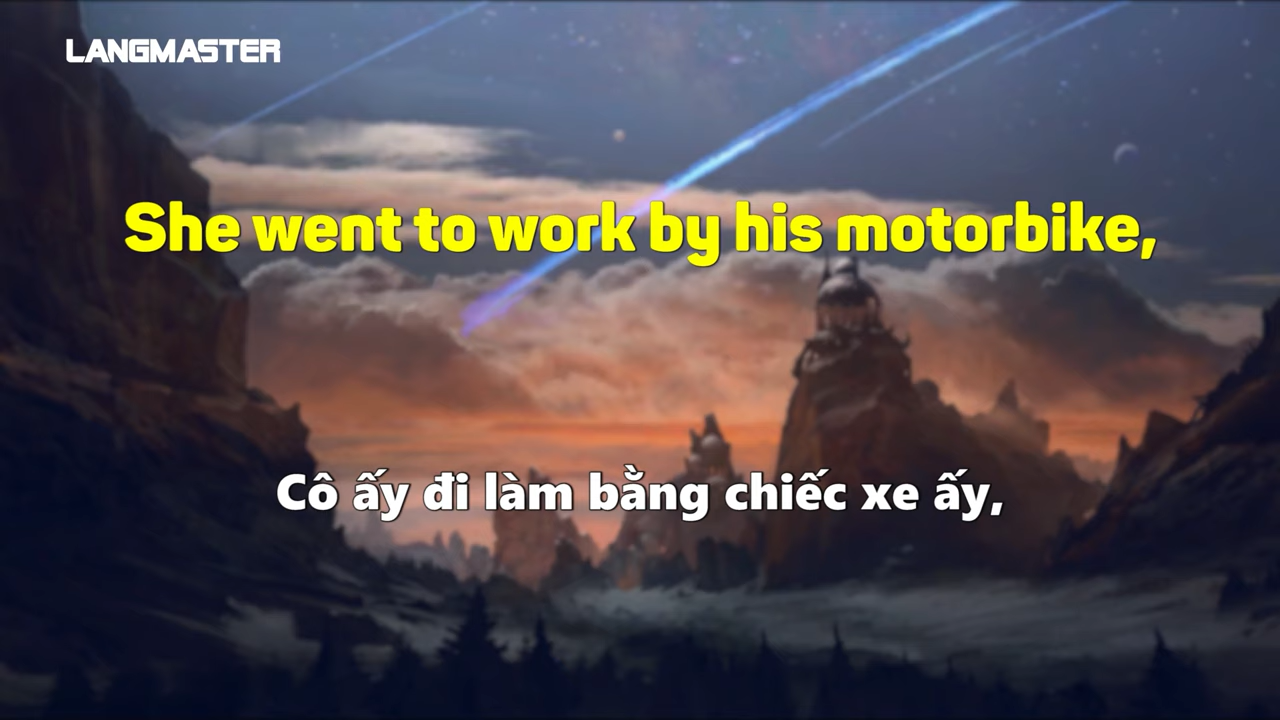 LANGMASTER
She went to work by his motorbike,
Cô ấy đi làm bằng chiếc xe ấy,